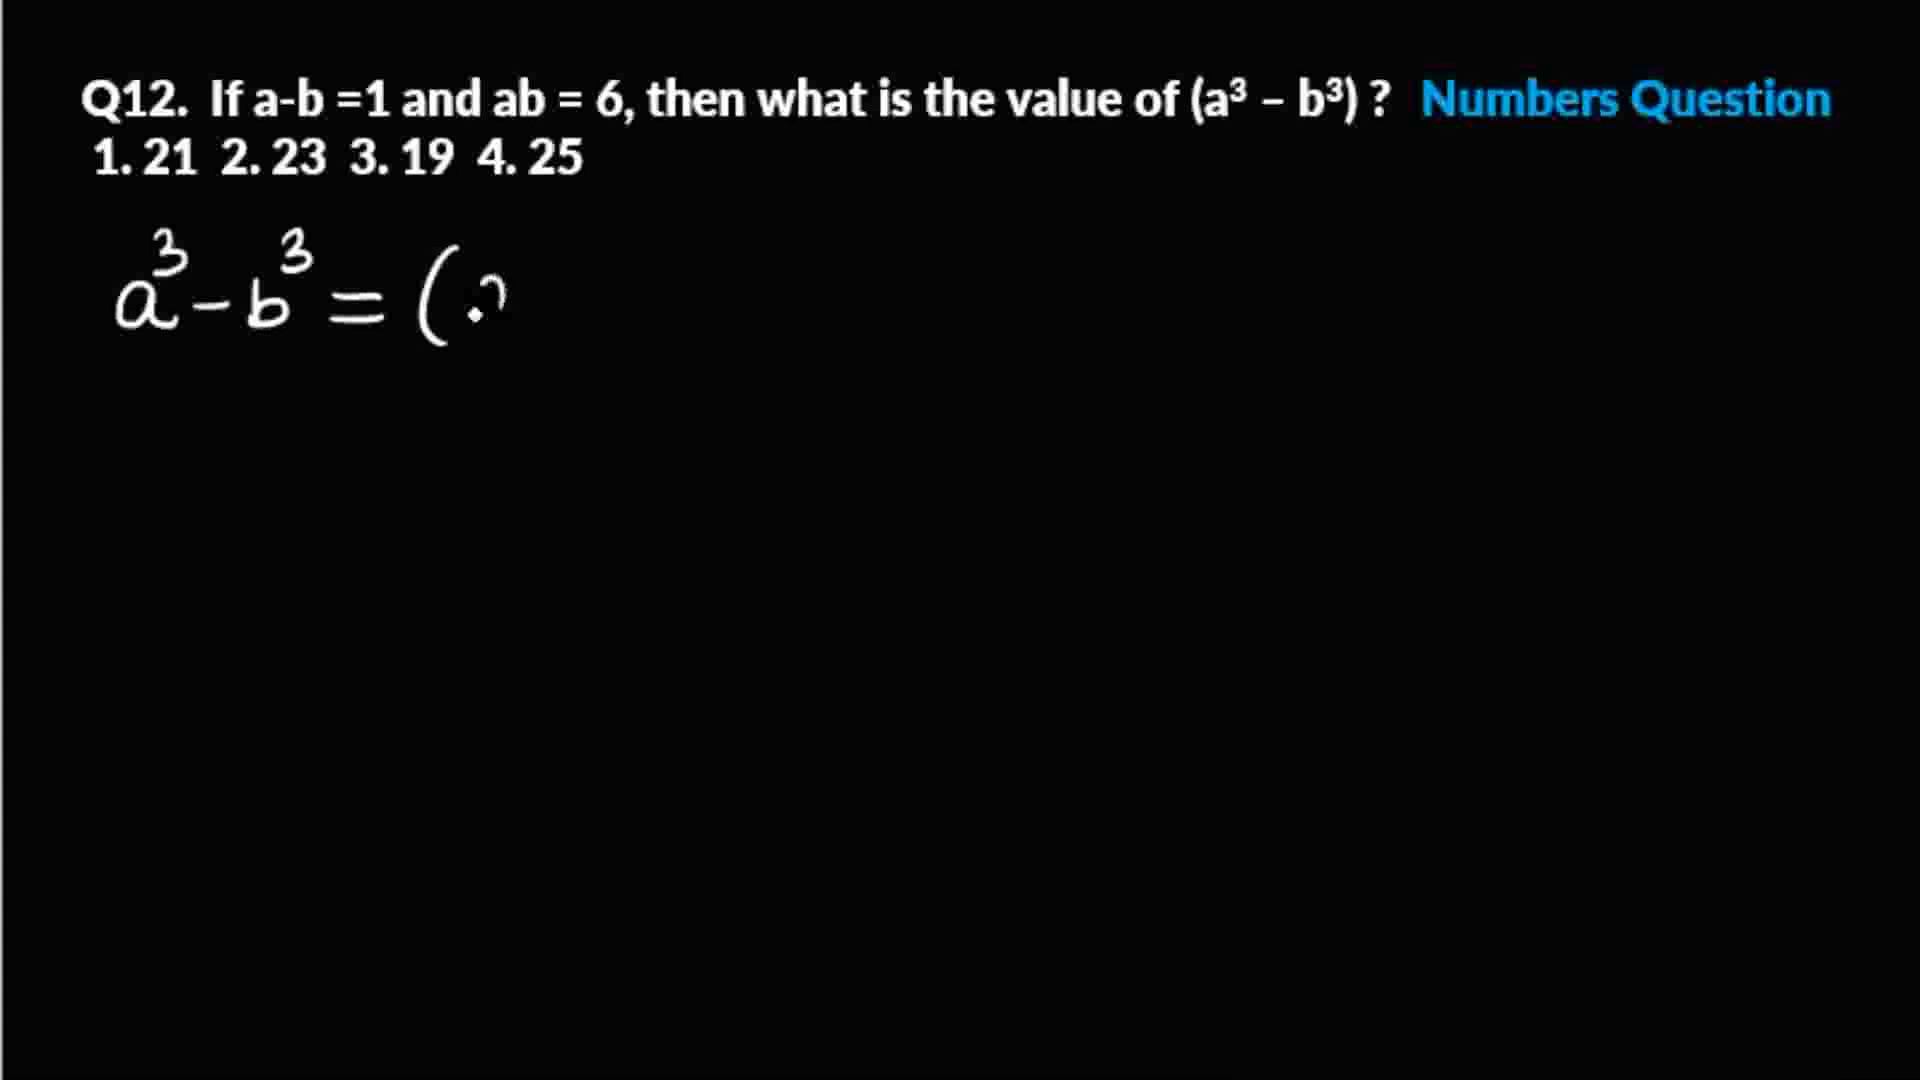 Q12. If a-b =1 and ab = 6, then what is the value of (a³ – b³) ? Numbers Question
1. 21 2. 23 3. 19 4. 25
a³ - b³ = (